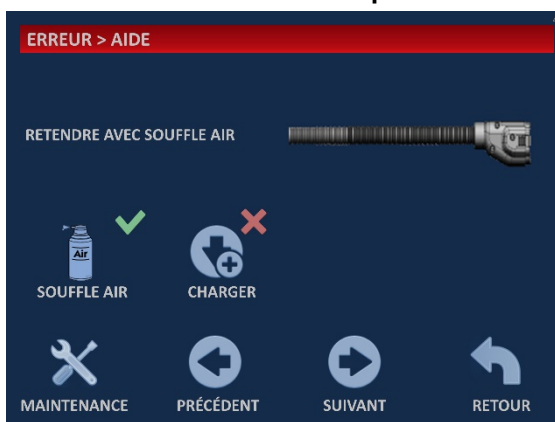 ERREUR > AIDE
RETENDRE AVEC SOUFFLE AIR
Air
SOUFFLE AIR
CHARGER
MAINTENANCE
PRÉCÉDENT
SUIVANT
RETOUR